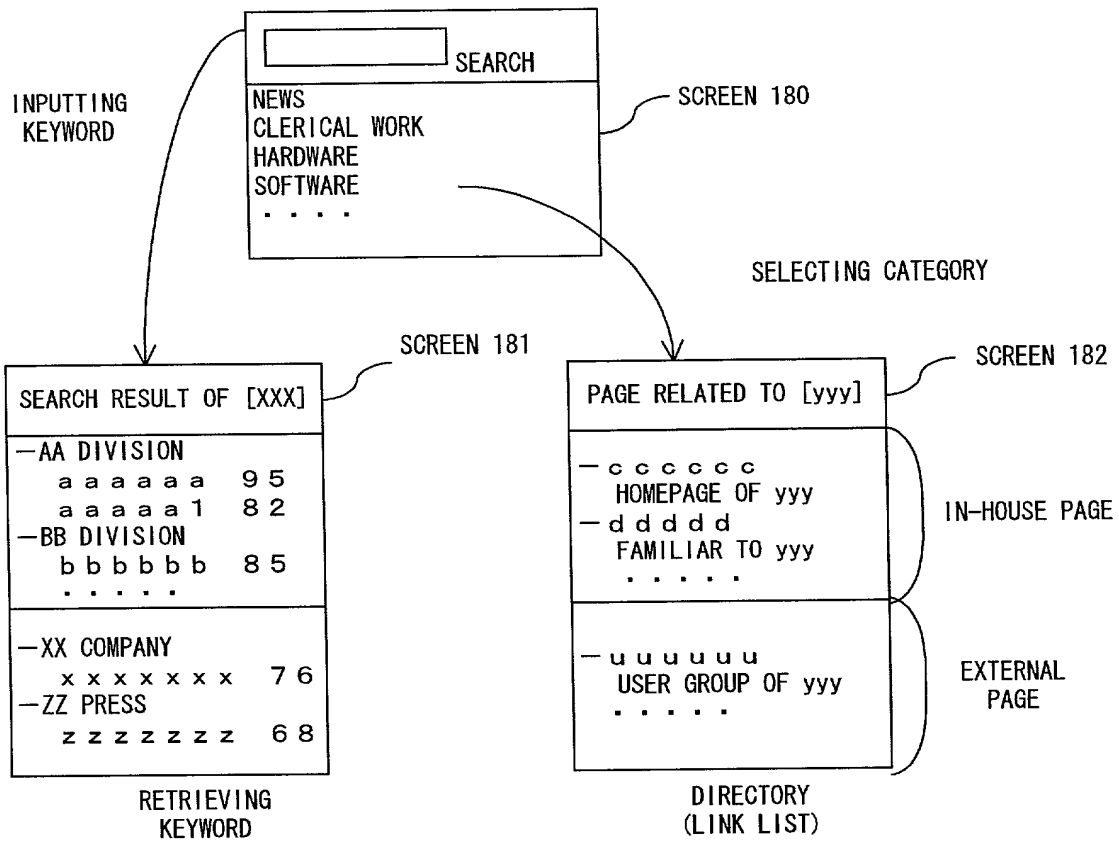 SEARCH
INPUTTING
KEYWORD
NEWS
CLERICAL WORK
HARDWARE
SOFTWARE
. . . .
SCREEN 180
SELECTING CATEGORY
SCREEN 181
SEARCH RESULT OF [XXX]
—AA DIVISION
a a a a a a 9 5
a a a a a 1 8 2
—BB DIVISION
b b b b b b 8 5
. . . . .
—XX COMPANY
x x x x x x x 7 6
—ZZ PRESS
z z z z z z z 6 8
RETRIEVING
KEYWORD
SCREEN 182
PAGE RELATED TO [yyy]
— c c c c c c
HOMEPAGE OF yyy
— d d d d d
FAMILIAR TO yyy
. . . . .
IN-HOUSE PAGE
— u u u u u u
USER GROUP OF yyy
. . . . .
EXTERNAL
PAGE
DIRECTORY
(LINK LIST)